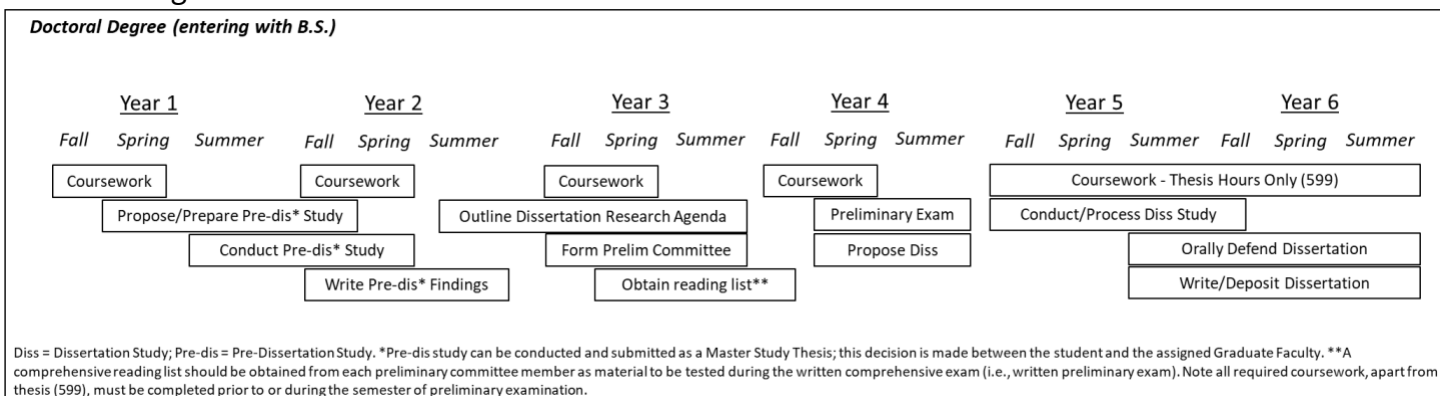 Doctoral Degree (entering with B.S.)
Year 1 Year 2 Year 3 Year 4 Year 5 Year 6
Fall Spring Summer Fall Spring Summer Fall Spring Summer Fall Spring Summer Fall Spring Summer Fall Spring Summer
Coursework Coursework Coursework Coursework Coursework - Thesis Hours Only (599)
Propose/Prepare Pre-dis* Study Outline Dissertation Research Agenda Preliminary Exam Conduct/Process Diss Study
Conduct Pre-dis* Study Form Prelim Committee Propose Diss Orally Defend Dissertation
Write Pre-dis* Findings Obtain reading list** Write/Deposit Dissertation
Diss = Dissertation Study; Pre-dis = Pre-Dissertation Study. *Pre-dis study can be conducted and submitted as a Master Study Thesis; this decision is made between the student and the assigned Graduate Faculty. **A
comprehensive reading list should be obtained from each preliminary committee member as material to be tested during the written comprehensive exam (i.e., written preliminary exam). Note all required coursework, apart from
thesis (599), must be completed prior to or during the semester of preliminary examination.